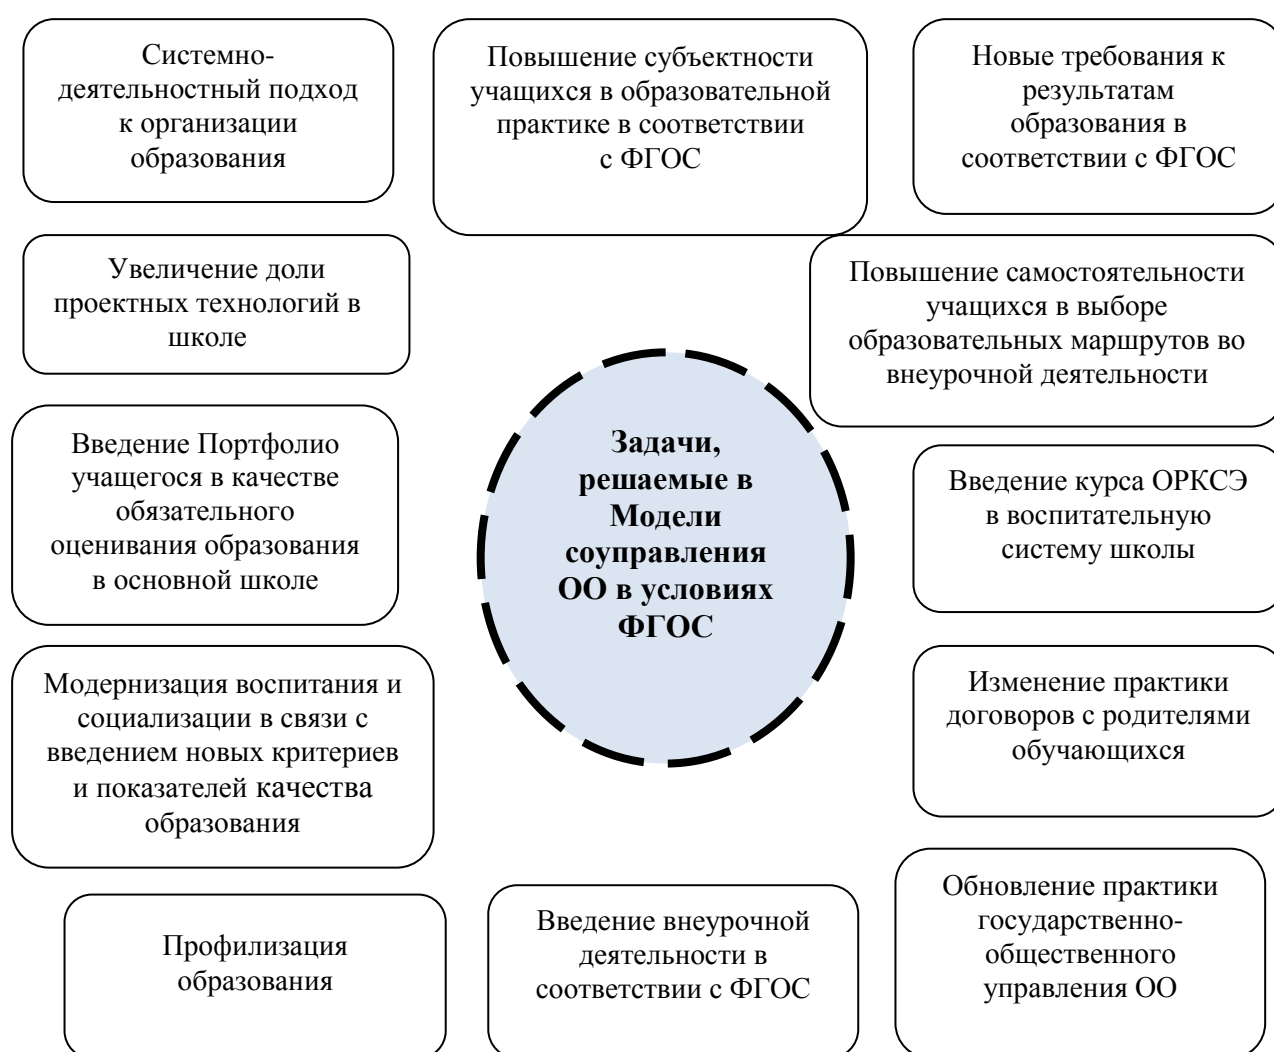 Системно-
деятельностный подход
к организации
образования
Повышение субъектности
учащихся в образовательной
практике в соответствии
с ФГОС
Новые требования к
результатам
образования в
соответствии с ФГОС
Увеличение доли
проектных технологий в
школе
Повышение самостоятельности
учащихся в выборе
образовательных маршрутов во
внеурочной деятельности
Введение Портфолио
учащегося в качестве
обязательного
оценивания образования
в основной школе
Задачи,
решаемые в
Модели
соуправления
ОО в условиях
ФГОС
Введение курса ОРКСЭ
в воспитательную
систему школы
Модернизация воспитания и
социализации в связи с
введением новых критериев
и показателей качества
образования
Изменение практики
договоров с родителями
обучающихся
Профилизация
образования
Введение внеурочной
деятельности в
соответствии с ФГОС
Обновление практики
государственно-
общественного
управления ОО